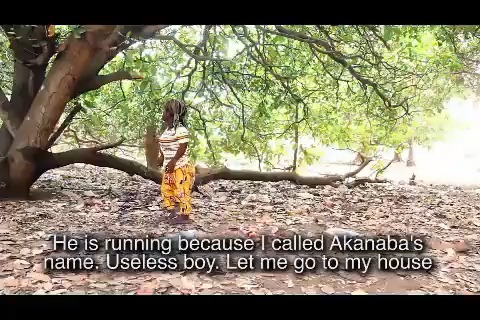 He is running because I called Akanaba's
name. Useless boy. Let me go to my house